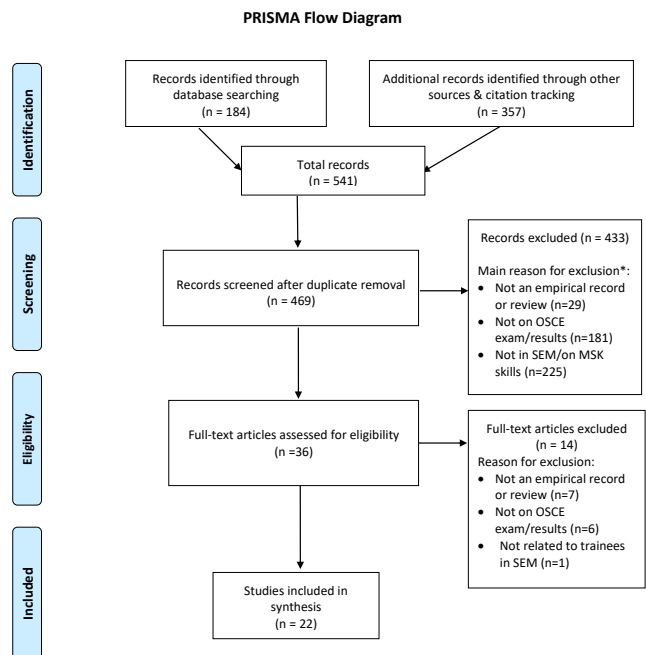 PRISMA Flow Diagram
Identification
Records identified through
database searching
(n = 184)
Additional records identified through other
sources & citation tracking
(n = 357)
Total records
(n = 541)
Screening
Records screened after duplicate removal
(n = 469)
Records excluded (n = 433)
Main reason for exclusion*:
• Not an empirical record
or review (n=29)
• Not on OSCE
exam/results (n=181)
• Not in SEM/on MSK
skills (n=225)
Eligibility
Full-text articles assessed for eligibility
(n =36)
Full-text articles excluded
(n = 14)
Reason for exclusion:
• Not an empirical record
or review (n=7)
• Not on OSCE
exam/results (n=6)
• Not related to trainees
in SEM (n=1)
Included
Studies included in
synthesis
(n = 22)